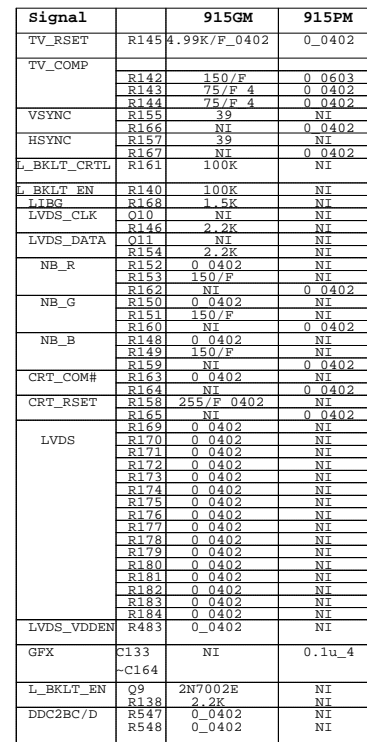 Signal 915GM 915PM
TV_RSET R145 4.99K/F_0402 0_0402
TV_COMP
R142 150/F 0_0603
R143 75/F_4 0_0402
R144 75/F_4 0_0402
VSYNC R155 39 NI
R166 NI 0_0402
HSYNC R157 39 NI
R167 NI 0_0402
L_BKLT_CRTL R161 100K NI
L_BKLT_EN R140 100K NI
LIBG R168 1.5K NI
LVDS_CLK Q10 NI NI
R146 2.2K NI
LVDS_DATA Q11 NI NI
R154 2.2K NI
NB_R R152 0_0402 NI
R153 150/F NI
R162 NI 0_0402
NB_G R150 0_0402 NI
R151 150/F NI
R160 NI 0_0402
NB_B R148 0_0402 NI
R149 150/F NI
R159 NI 0_0402
CRT_COM# R163 0_0402 NI
R164 NI 0_0402
CRT_RSET R158 255/F_0402 NI
R165 NI 0_0402
R169 0_0402 NI
LVDS R170 0_0402 NI
R171 0_0402 NI
R172 0_0402 NI
R173 0_0402 NI
R174 0_0402 NI
R175 0_0402 NI
R176 0_0402 NI
R177 0_0402 NI
R178 0_0402 NI
R179 0_0402 NI
R180 0_0402 NI
R181 0_0402 NI
R182 0_0402 NI
R183 0_0402 NI
R184 0_0402 NI
LVDS_VDDEN R483 0_0402 NI
GFX C133 NI 0.1u_4
~C164
L_BKLT_EN Q9 2N7002E NI
R138 2.2K NI
DDC2BC/D R547 0_0402 NI
R548 0_0402 NI